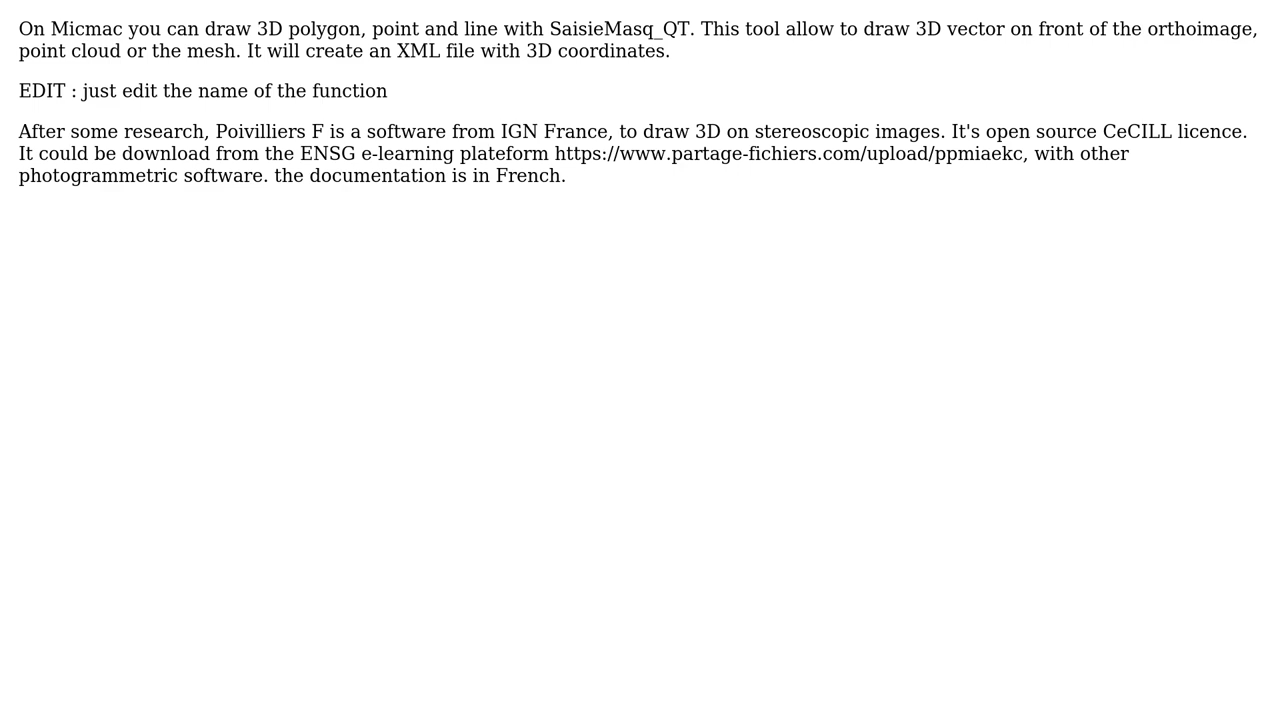 On Micmac you can draw 3D polygon, point and line with SaisieMasq_QT. This tool allow to draw 3D vector on front of the orthoimage,
point cloud or the mesh. It will create an XML file with 3D coordinates.
EDIT : just edit the name of the function
After some research, Poivilliers F is a software from IGN France, to draw 3D on stereoscopic images. It's open source CeCILL licence.
It could be download from the ENSG e-learning plateform https://www.partage-fichiers.com/upload/ppmiaekc, with other
photogrammetric software. the documentation is in French.